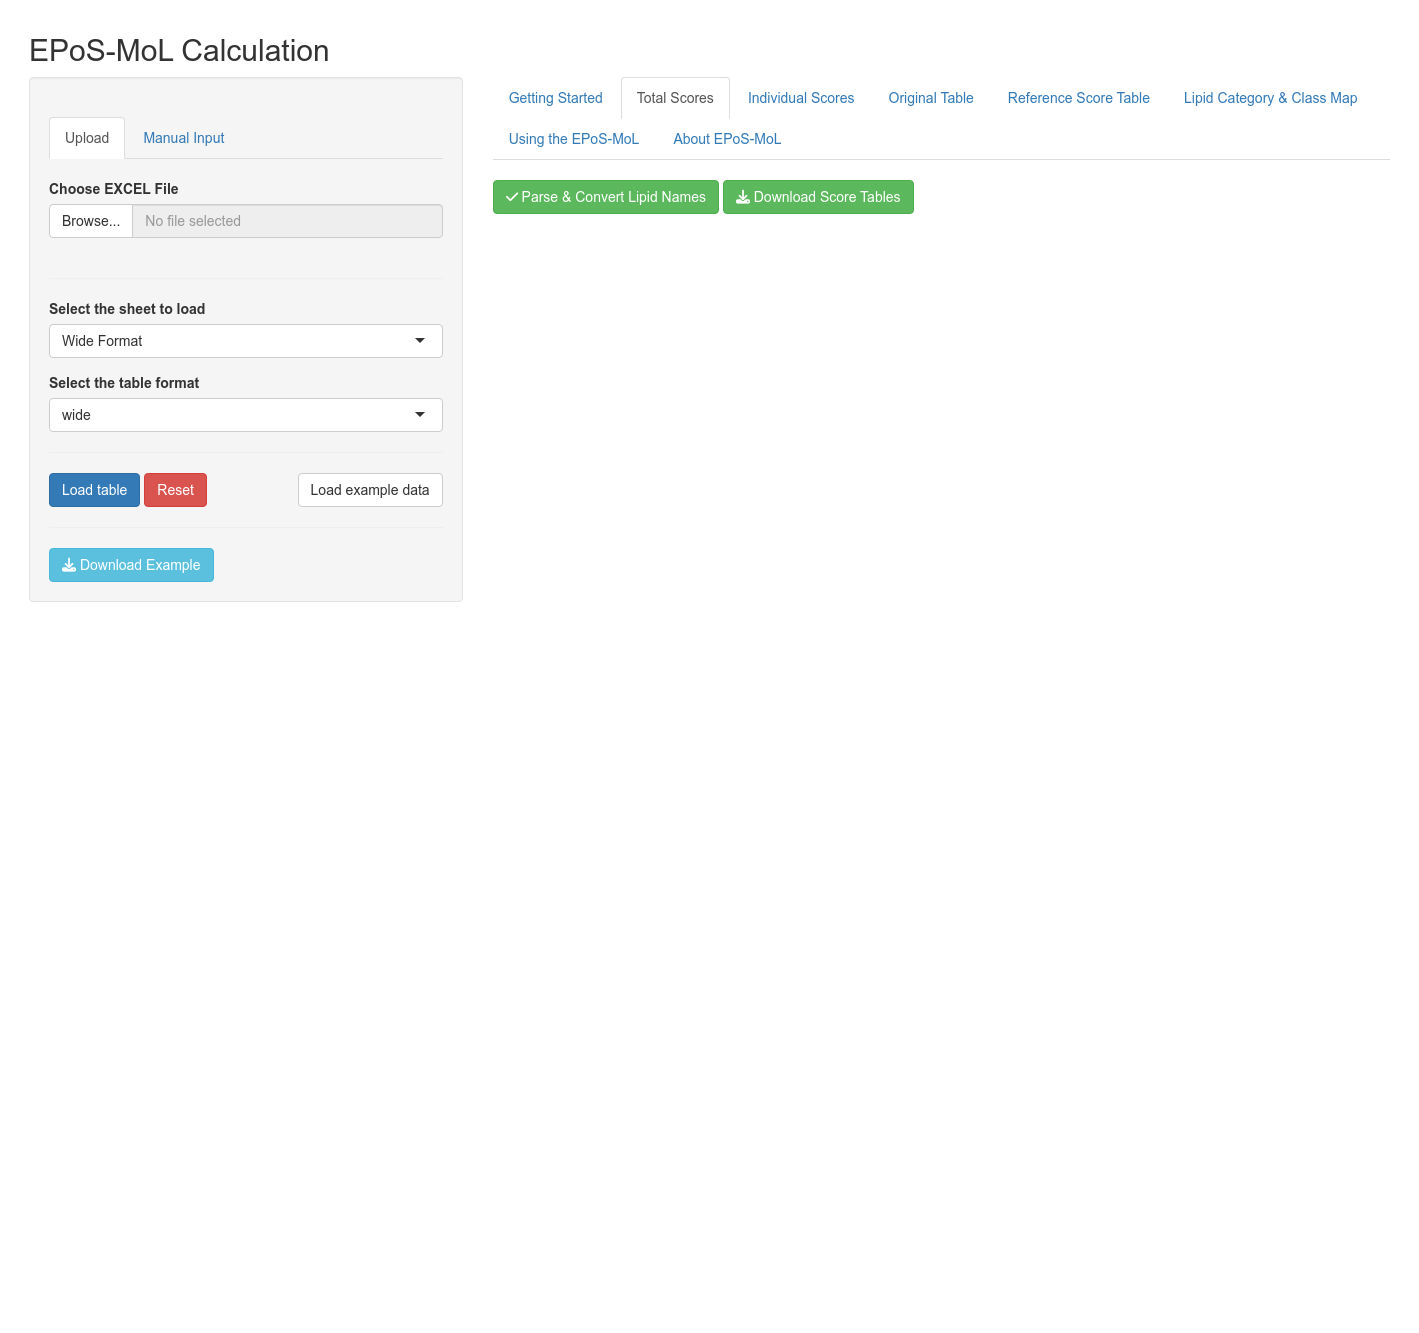 EPoS-MoL Calculation
Upload Manual Input
Choose EXCEL File
Browse... No file selected
Select the sheet to load
Wide Format
Select the table format
wide
Load table Reset Load example data
Download Example
Getting Started Total Scores Individual Scores Original Table Reference Score Table Lipid Category & Class Map
Using the EPoS-MoL About EPoS-MoL
Parse & Convert Lipid Names Download Score Tables